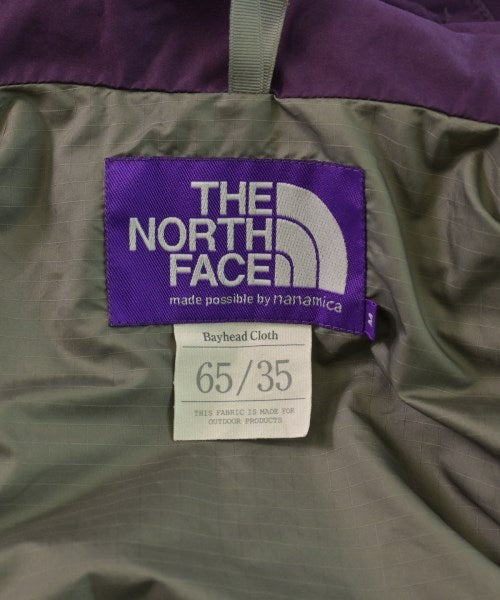 THE
NORTH
FACE
made possible by nanamica
M
Bayhead Cloth
65/35
THIS FABRIC IS MADE FOR
OUTDOOR PRODUCTS